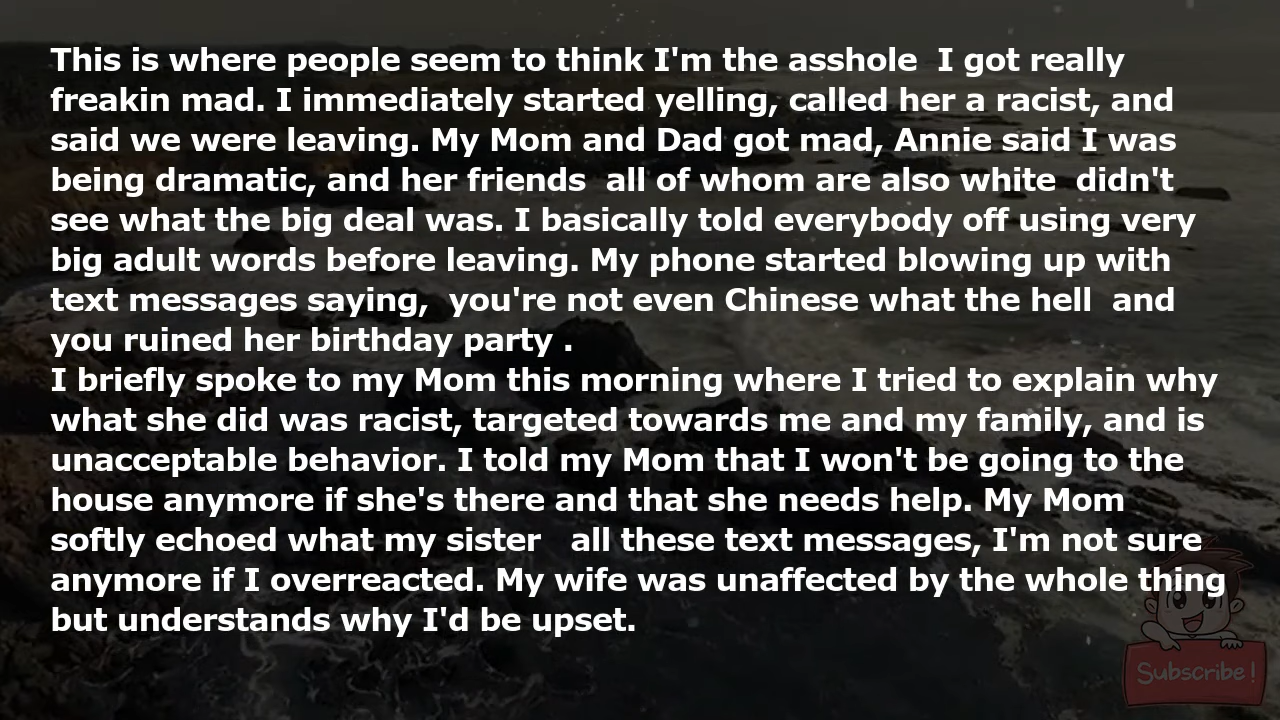 This is where people seem to think I'm the asshole  I got really
freakin mad. I immediately started yelling, called her a racist, and
said we were leaving. My Mom and Dad got mad, Annie said I was
being dramatic, and her friends  all of whom are also white  didn't
see what the big deal was. I basically told everybody off using very
big adult words before leaving. My phone started blowing up with
text messages saying,  you're not even Chinese what the hell  and
you ruined her birthday party .
I briefly spoke to my Mom this morning where I tried to explain why
what she did was racist, targeted towards me and my family, and is
unacceptable behavior. I told my Mom that I won't be going to the
house anymore if she's there and that she needs help. My Mom
softly echoed what my sister   all these text messages, I'm not sure
anymore if I overreacted. My wife was unaffected by the whole thing
but understands why I'd be upset.
Subscribe!